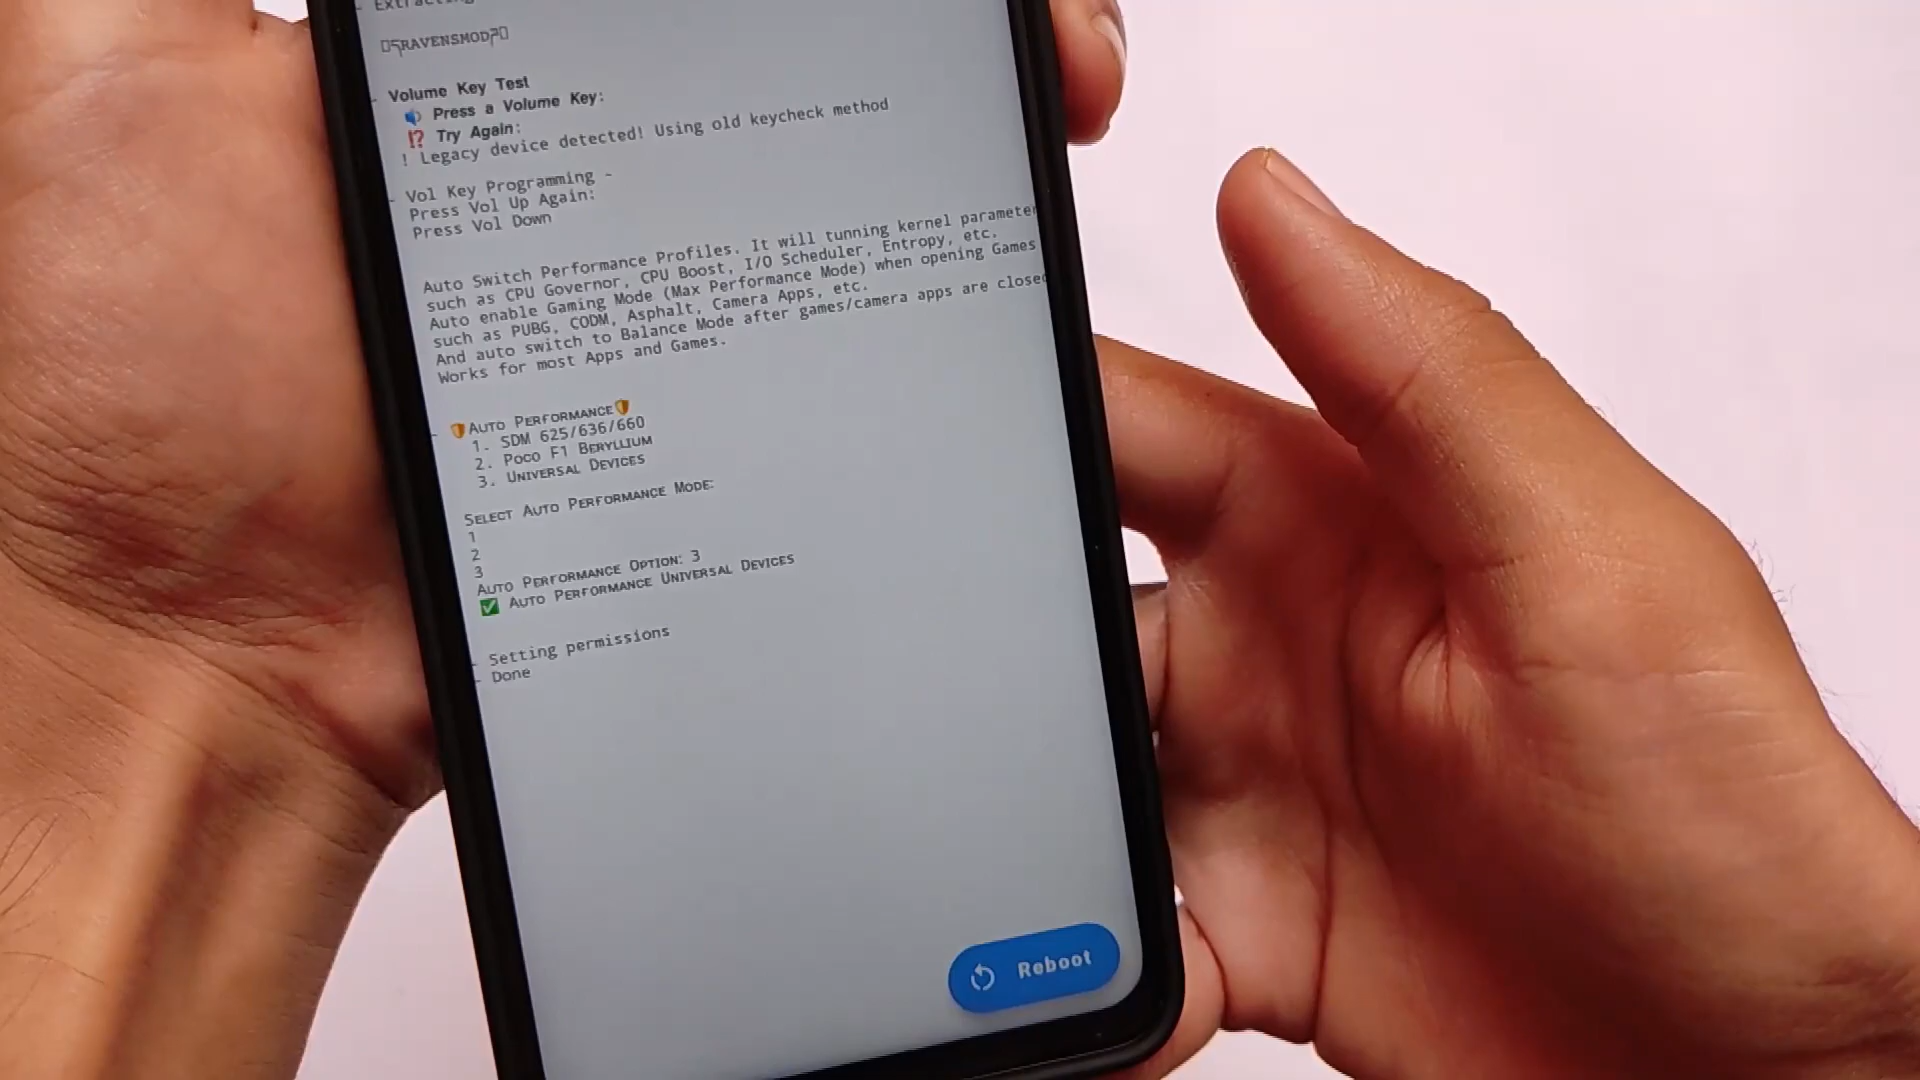 - Extracting
RAVENSMOD
- Volume Key Test
Press a Volume Key:
Try Again:
! Legacy device detected! Using old keycheck method
- Vol Key Programming -
Press Vol Up Again:
Press Vol Down
Auto Switch Performance Profiles. It will tunning kernel parameter
such as CPU Governor, CPU Boost, I/O Scheduler, Entropy, etc.
Auto enable Gaming Mode (Max Performance Mode) when opening Games
such as PUBG, CODM, Asphalt, Camera Apps, etc.
And auto switch to Balance Mode after games/camera apps are closed
Works for most Apps and Games.
- 🛡AUTO PERFORMANCE🛡
1. SDM 625/636/660
2. POCO F1 BERYLLIUM
3. UNIVERSAL DEVICES
SELECT AUTO PERFORMANCE MODE:
1
2
3
AUTO PERFORMANCE OPTION: 3
✅ AUTO PERFORMANCE UNIVERSAL DEVICES
- Setting permissions
- Done
Reboot